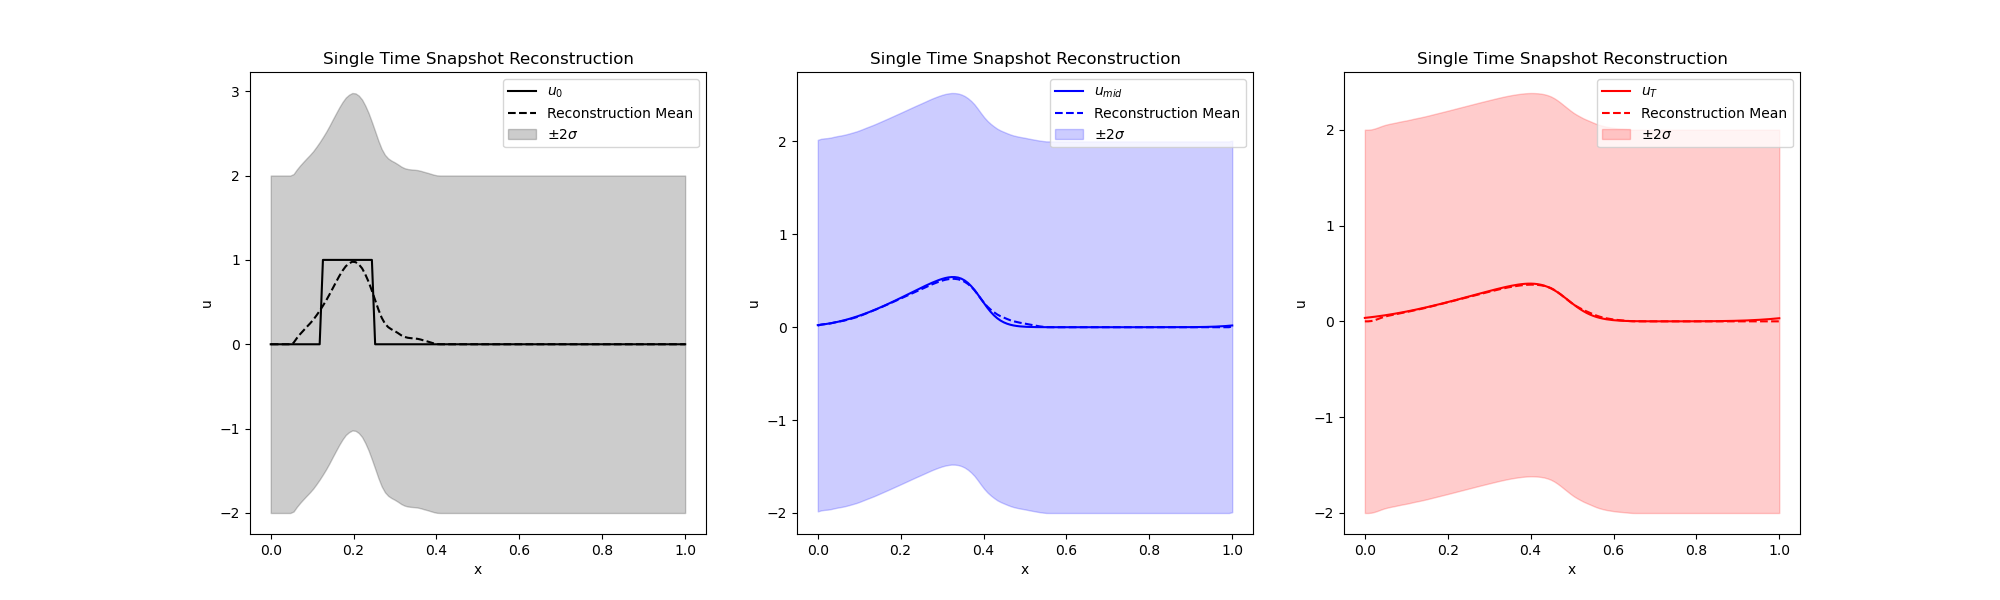 Single Time Snapshot Reconstruction
u₀
Reconstruction Mean
±2σ
3
2
1
0
−1
−2
u
0.0 0.2 0.4 0.6 0.8 1.0
x
Single Time Snapshot Reconstruction
u_mid
Reconstruction Mean
±2σ
2
1
0
−1
−2
u
0.0 0.2 0.4 0.6 0.8 1.0
x
Single Time Snapshot Reconstruction
u_T
Reconstruction Mean
±2σ
2
1
0
−1
−2
u
0.0 0.2 0.4 0.6 0.8 1.0
x